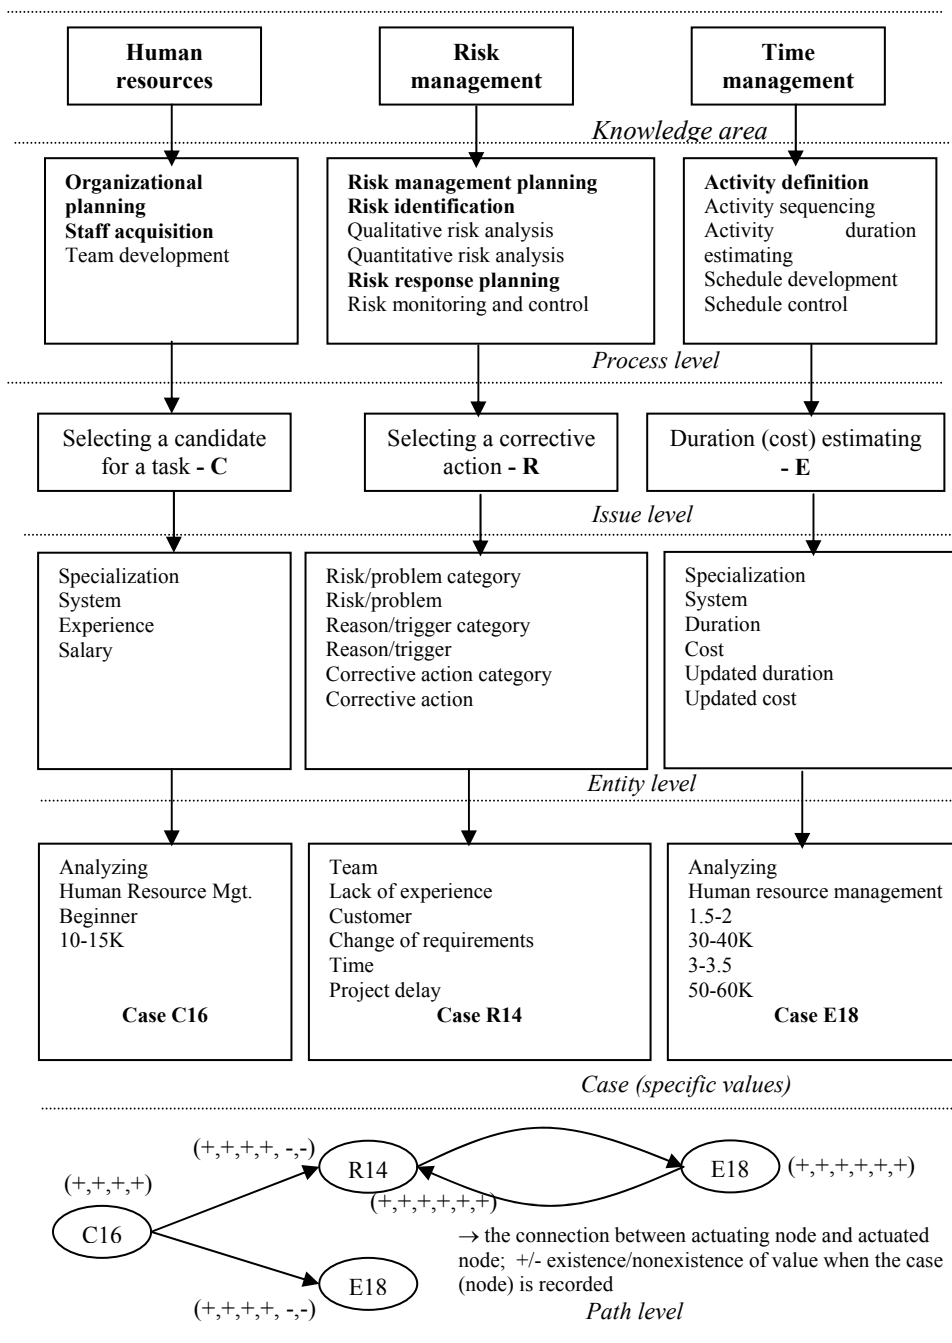 Human
resources
Risk
management
Time
management
Knowledge area
Organizational
planning
Staff acquisition
Team development
Risk management planning
Risk identification
Qualitative risk analysis
Quantitative risk analysis
Risk response planning
Risk monitoring and control
Activity definition
Activity sequencing
Activity duration
estimating
Schedule development
Schedule control
Process level
Selecting a candidate
for a task - C
Selecting a corrective
action - R
Duration (cost) estimating
- E
Issue level
Specialization
System
Experience
Salary
Risk/problem category
Risk/problem
Reason/trigger category
Reason/trigger
Corrective action category
Corrective action
Specialization
System
Duration
Cost
Updated duration
Updated cost
Entity level
Analyzing
Human Resource Mgt.
Beginner
10-15K
Case C16
Team
Lack of experience
Customer
Change of requirements
Time
Project delay
Case R14
Analyzing
Human resource management
1.5-2
30-40K
3-3.5
50-60K
Case E18
Case (specific values)
(+,+,+,+, -,-)
R14
E18
(+,+,+,+,+,+)
(+,+,+,+)
(+,+,+,+,+,+)
C16
→ the connection between actuating node and actuated
node; +/- existence/nonexistence of value when the case
(node) is recorded
E18
(+,+,+,+, -,-)
Path level